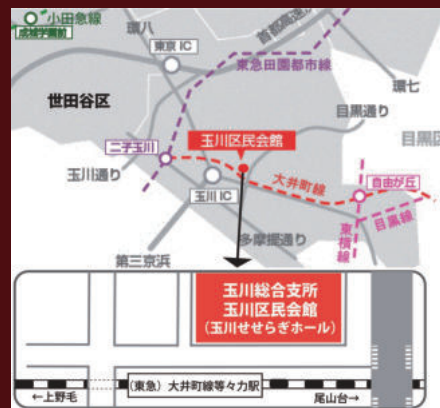 小田急線
成城学園前
環八
首都高速
東京IC
東急田園都市線
環七
世田谷区
目黒通り
玉川区民会館
目黒区
二子玉川
玉川通り
大井町線
自由が丘
玉川IC
東横線
目黒線
多摩堤通り
第三京浜
玉川総合支所
玉川区民会館
(玉川せせらぎホール)
(東急)大井町線等々力駅
←上野毛
尾山台→